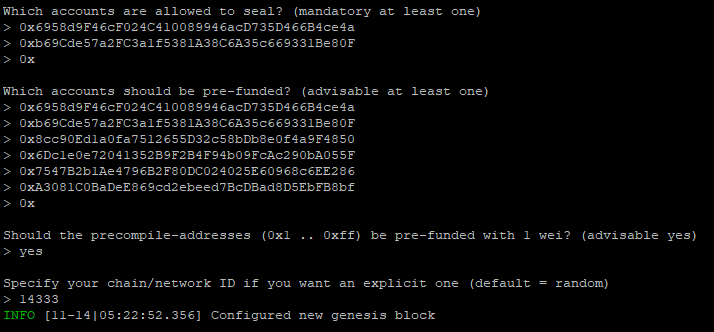 Which accounts are allowed to seal? (mandatory at least one)
> 0x6958d9F46cF024C410089946acD735D466B4ce4a
> 0xb69Cde57a2FC3a1f5381A38C6A35c669331Be80F
> 0x
Which accounts should be pre-funded? (advisable at least one)
> 0x6958d9F46cF024C410089946acD735D466B4ce4a
> 0xb69Cde57a2FC3a1f5381A38C6A35c669331Be80F
> 0x8cc90Ed1a0fa7512655D32c58bDb8e0f4a9F4850
> 0x6Dc1e0e72041352B9F2B4F94b09FcAc290bA055F
> 0x7547B2b1Ae4796B2F80DC024025E60968c6EE286
> 0xA3081C0BaDeE869cd2ebeed7BcDBad8D5EbFB8bf
> 0x
Should the precompile-addresses (0x1 .. 0xff) be pre-funded with 1 wei? (advisable yes)
> yes
Specify your chain/network ID if you want an explicit one (default = random)
> 14333
INFO [11-14|05:22:52.356] Configured new genesis block